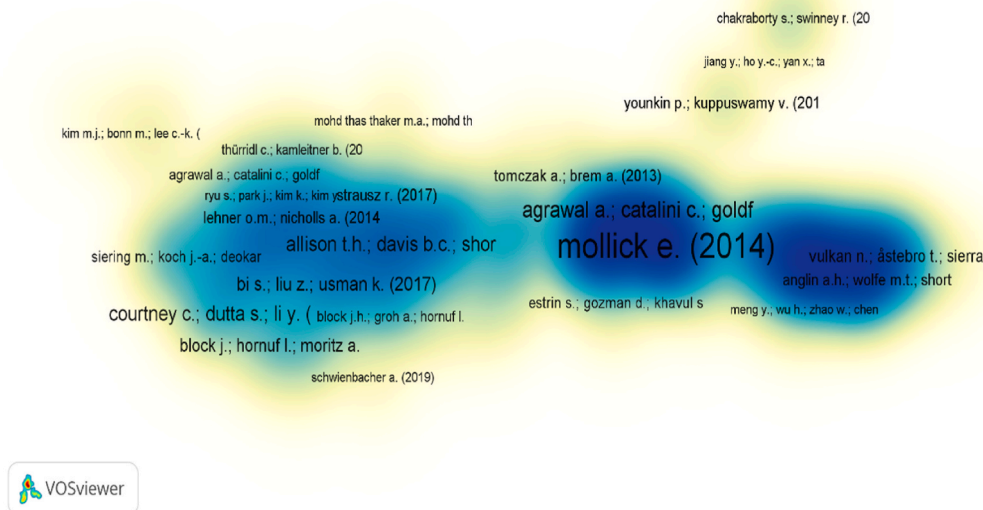 chakraborty s.; swinney r. (20
jiang y.; ho y.-c.; yan x.; ta
younkin p.; kuppuswamy v. (201
mohd thas thaker m.a.; mohd th
kim m.j.; bonn m.; lee c.-k. (
thürridl c.; kamleitner b. (20
agrawal a.; catalini c.; goldf
tomczak a.; brem a. (2013)
ryu s.; park j.; kim k.; kim y strausz r. (2017)
agrawal a.; catalini c.; goldf
lehner o.m.; nicholls a. (2014
allison t.h.; davis b.c.; shor
mollick e. (2014)
siering m.; koch j.-a.; deokar
vulkan n.; åstebro t.; sierra
bi s.; liu z.; usman k. (2017)
anglin a.h.; wolfe m.t.; short
estrin s.; gozman d.; khavul s
meng y.; wu h.; zhao w.; chen
courtney c.; dutta s.; li y. ( block j.h.; groh a.; hornuf l.
block j.; hornuf l.; moritz a.
schwienbacher a. (2019)
VOSviewer